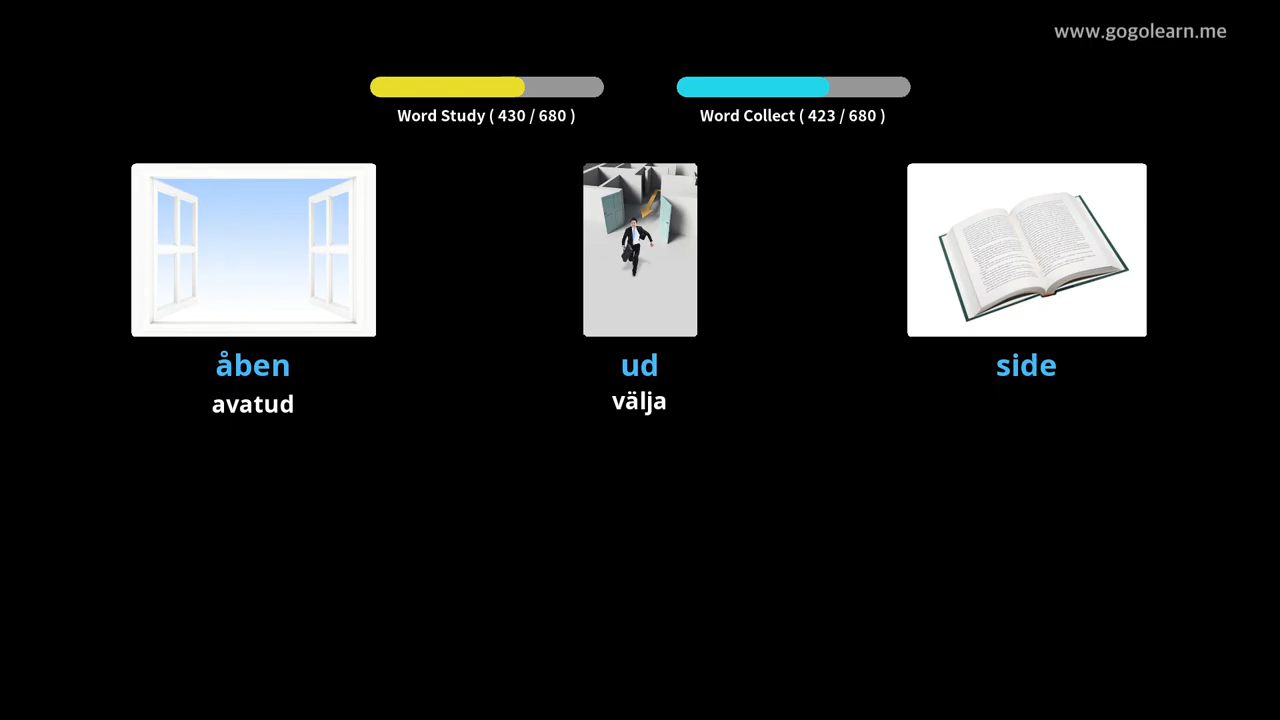 www.gogolearn.me
Word Study ( 430 / 680 )
Word Collect ( 423 / 680 )
åben
ud
side
avatud
välja